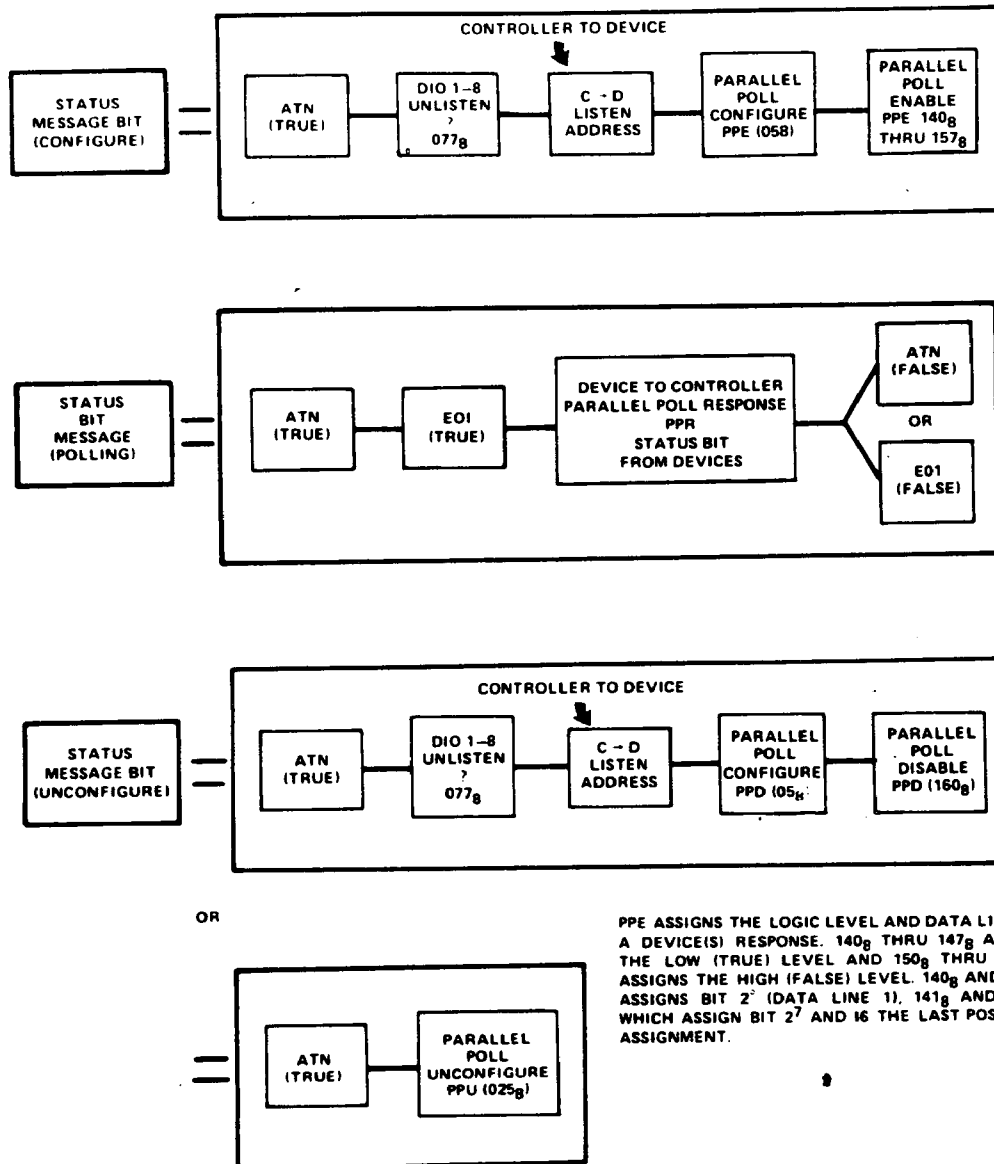 CONTROLLER TO DEVICE
STATUS
MESSAGE BIT
(CONFIGURE)
=
ATN
(TRUE)
DIO 1–8
UNLISTEN
?
077₈
C → D
LISTEN
ADDRESS
PARALLEL
POLL
CONFIGURE
PPE (058)
PARALLEL
POLL
ENABLE
PPE 140₈
THRU 157₈
STATUS
BIT
MESSAGE
(POLLING)
=
ATN
(TRUE)
EOI
(TRUE)
DEVICE TO CONTROLLER
PARALLEL POLL RESPONSE
PPR
STATUS BIT
FROM DEVICES
ATN
(FALSE)
OR
E01
(FALSE)
CONTROLLER TO DEVICE
STATUS
MESSAGE BIT
(UNCONFIGURE)
=
ATN
(TRUE)
DIO 1–8
UNLISTEN
?
077₈
C → D
LISTEN
ADDRESS
PARALLEL
POLL
CONFIGURE
PPD (05₈
PARALLEL
POLL
DISABLE
PPD (160₈)
OR
=
ATN
(TRUE)
PARALLEL
POLL
UNCONFIGURE
PPU (025₈)
PPE ASSIGNS THE LOGIC LEVEL AND DATA
A DEVICE(S) RESPONSE. 140₈ THRU 147₈
THE LOW (TRUE) LEVEL AND 150₈ THRU
ASSIGNS THE HIGH (FALSE) LEVEL. 140₈ AND
ASSIGNS BIT (DATA LINE 1), 141₈ AND
WHICH ASSIGN BIT 2⁷ AND I6 THE LAST
ASSIGNMENT.